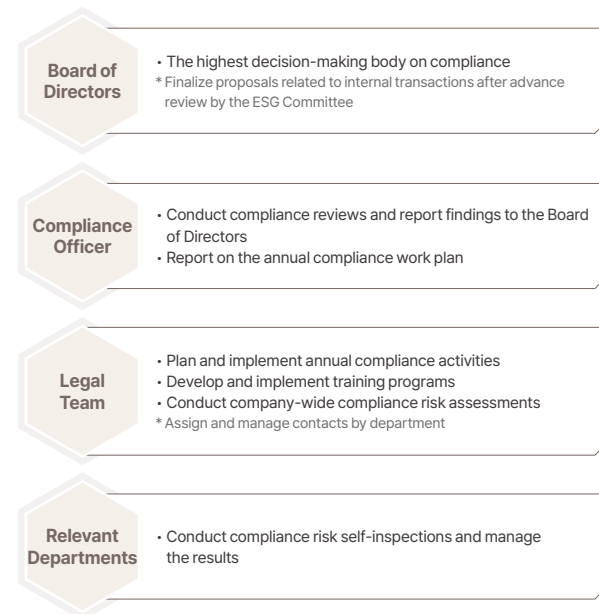 Board of
Directors
• The highest decision-making body on compliance
* Finalize proposals related to internal transactions after advance
review by the ESG Committee
Compliance
Officer
• Conduct compliance reviews and report findings to the Board
of Directors
• Report on the annual compliance work plan
Legal
Team
• Plan and implement annual compliance activities
• Develop and implement training programs
• Conduct company-wide compliance risk assessments
* Assign and manage contacts by department
Relevant
Departments
• Conduct compliance risk self-inspections and manage
the results